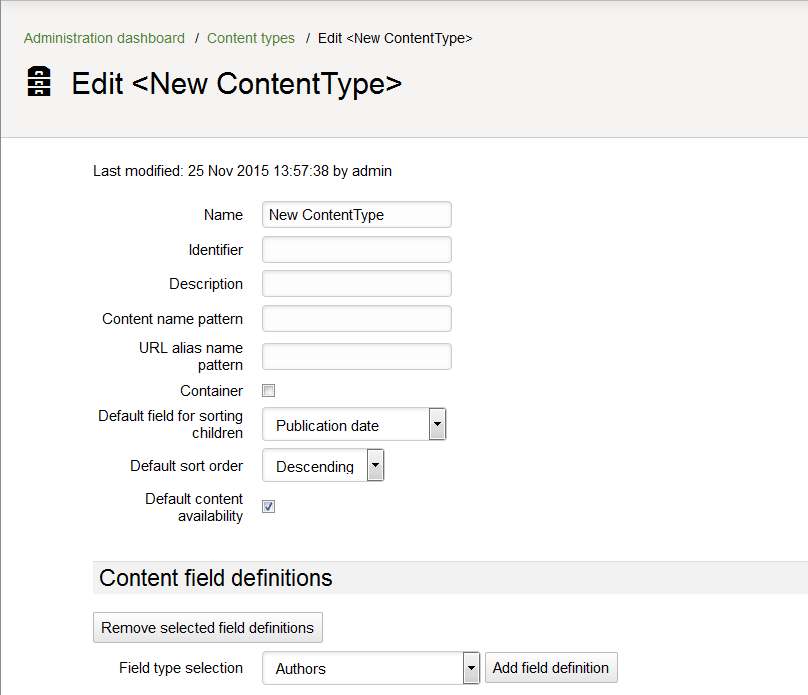 Administration dashboard / Content types / Edit <New ContentType>
Edit <New ContentType>
Last modified: 25 Nov 2015 13:57:38 by admin
Name New ContentType
Identifier
Description
Content name pattern
URL alias name
pattern
Container
Default field for sorting
children
Publication date
Default sort order Descending
Default content
availability
Content field definitions
Remove selected field definitions
Field type selection Authors Add field definition